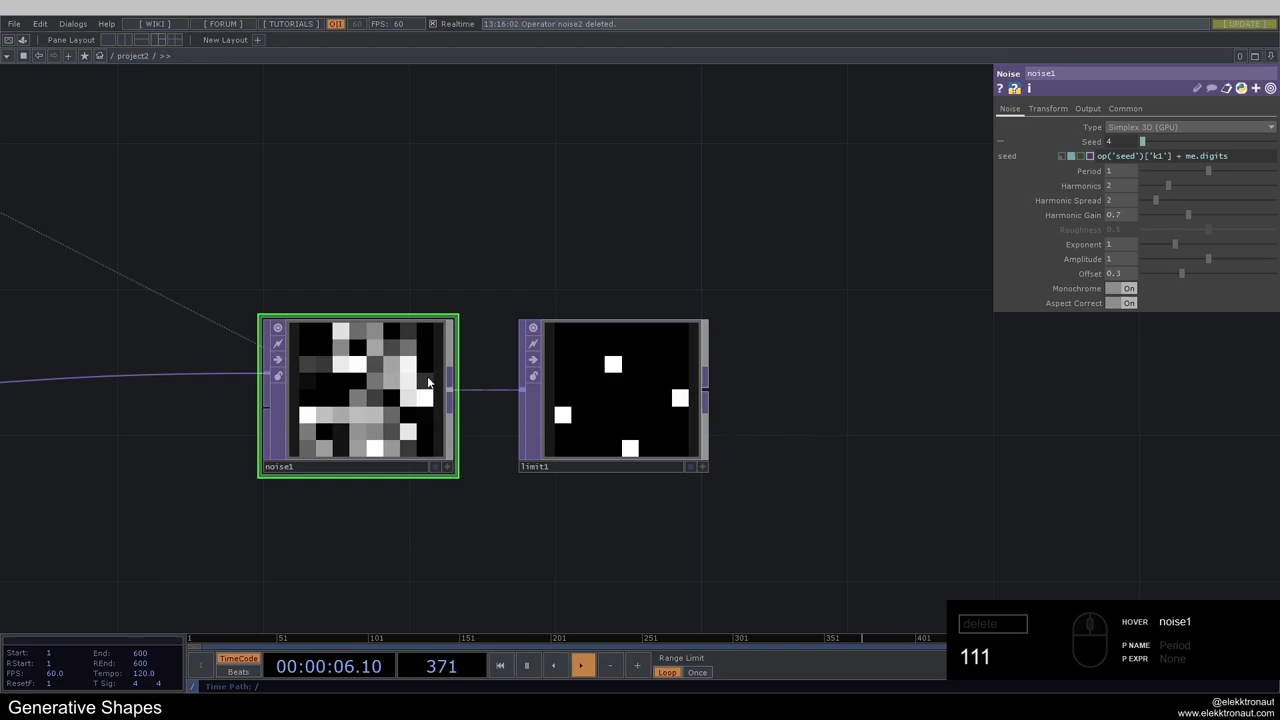 File Edit Dialogs Help [ WIKI ] [ FORUM ] [ TUTORIALS ] O|1 60 FPS: 60 Realtime 13:16:02 Operator noise2 deleted. [ UPDATE ]
Pane Layout New Layout +
/ project2 / >> 0
Noise noise1
? ? i
Noise Transform Output Common
Type Simplex 3D (GPU)
Seed 4
seed op('seed')['k1'] + me.digits
Period 1
Harmonics 2
Harmonic Spread 2
Harmonic Gain 0.7
Roughness 0.5
Exponent 1
Amplitude 1
Offset 0.3
Monochrome On
Aspect Correct On
noise1
limit1
delete
HOVER noise1
111
P NAME Period
P EXPR None
1 51 101 151 201 251 301 351 401
Start: 1 End: 600
RStart: 1 REnd: 600
FPS: 60.0 Tempo: 120.0
ResetF: 1 T Sig: 4 4
TimeCode
Beats
00:00:06.10 371
Range Limit
Loop Once
/ Time Path: /
Generative Shapes
@elekktronaut
www.elekktronaut.com